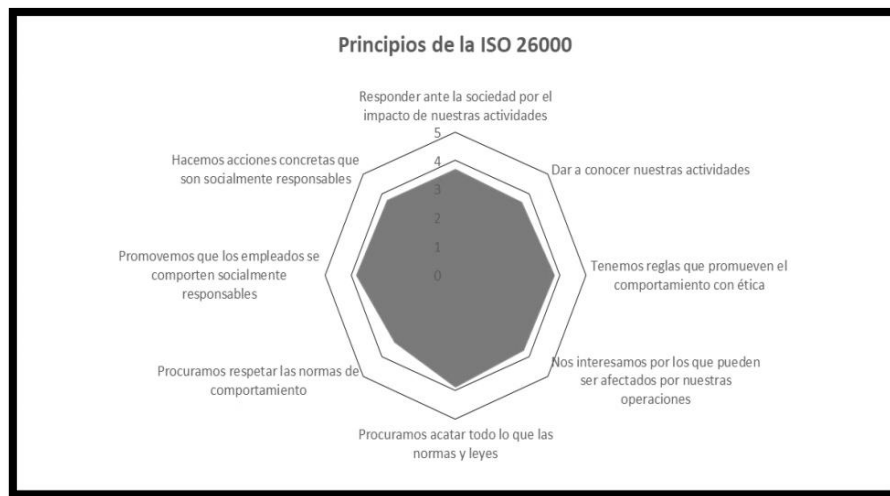 Principios de la ISO 26000
Responder ante la sociedad por el
impacto de nuestras actividades
5
4
3
2
1
0
Dar a conocer nuestras actividades
Tenemos reglas que promueven el
comportamiento con ética
Nos interesamos por los que pueden
ser afectados por nuestras
operaciones
Procuramos acatar todo lo que las
normas y leyes
Procuramos respetar las normas de
comportamiento
Promovemos que los empleados se
comporten socialmente
responsables
Hacemos acciones concretas que
son socialmente responsables